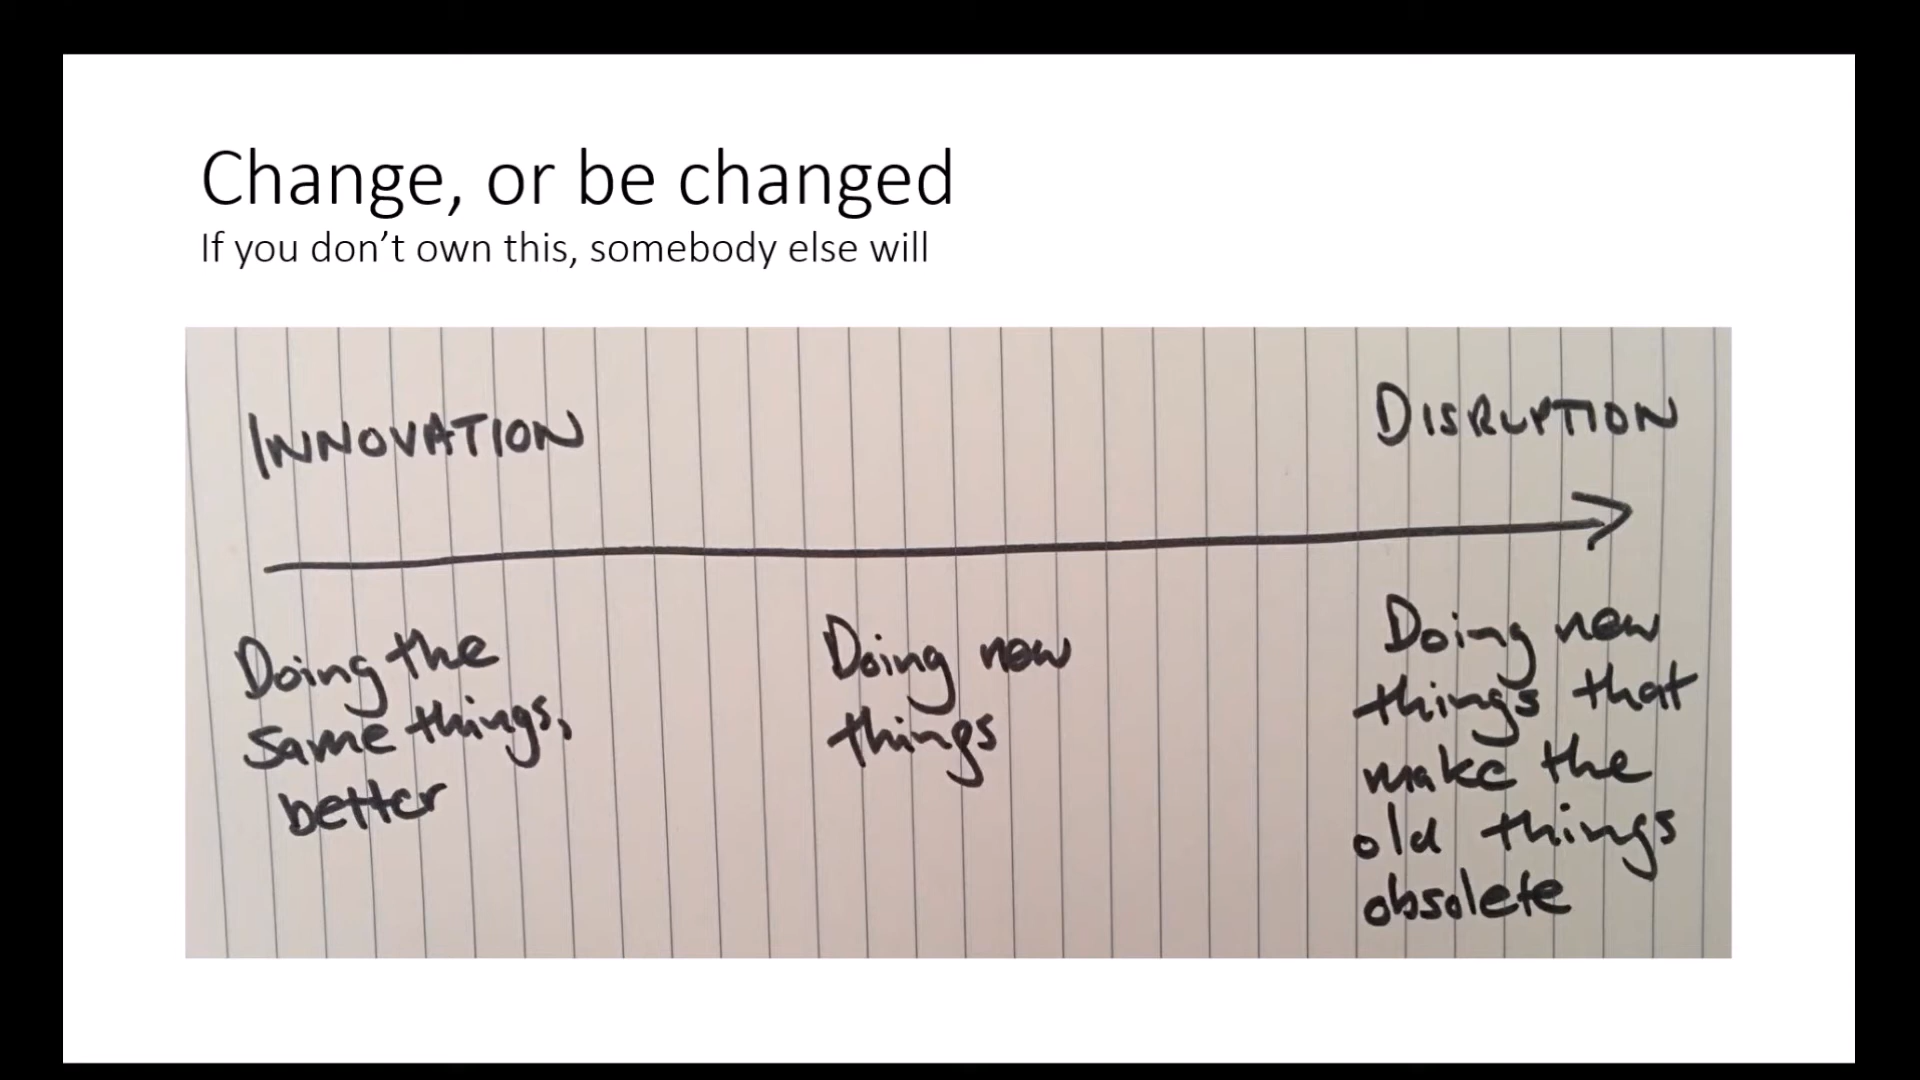 Change, or be changed
If you don’t own this, somebody else will
INNOVATION
DISRUPTION
Doing the
same things,
better
Doing new
things
Doing new
things that
make the
old things
obsolete